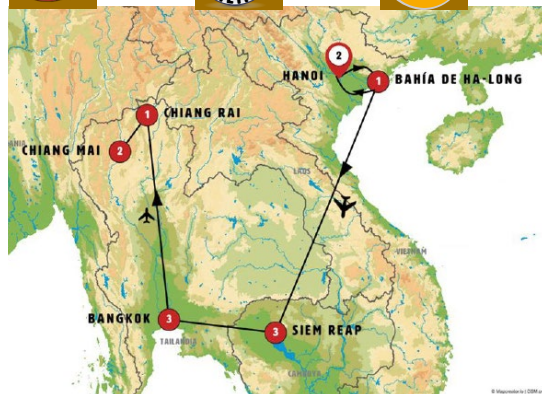 2
HANOI
1
BAHÍA DE HA-LONG
1
CHIANG RAI
CHIANG MAI
2
LAOS
VIETNAM
BANGKOK
3
TAILANDIA
3
SIEM REAP
CAMBOYA